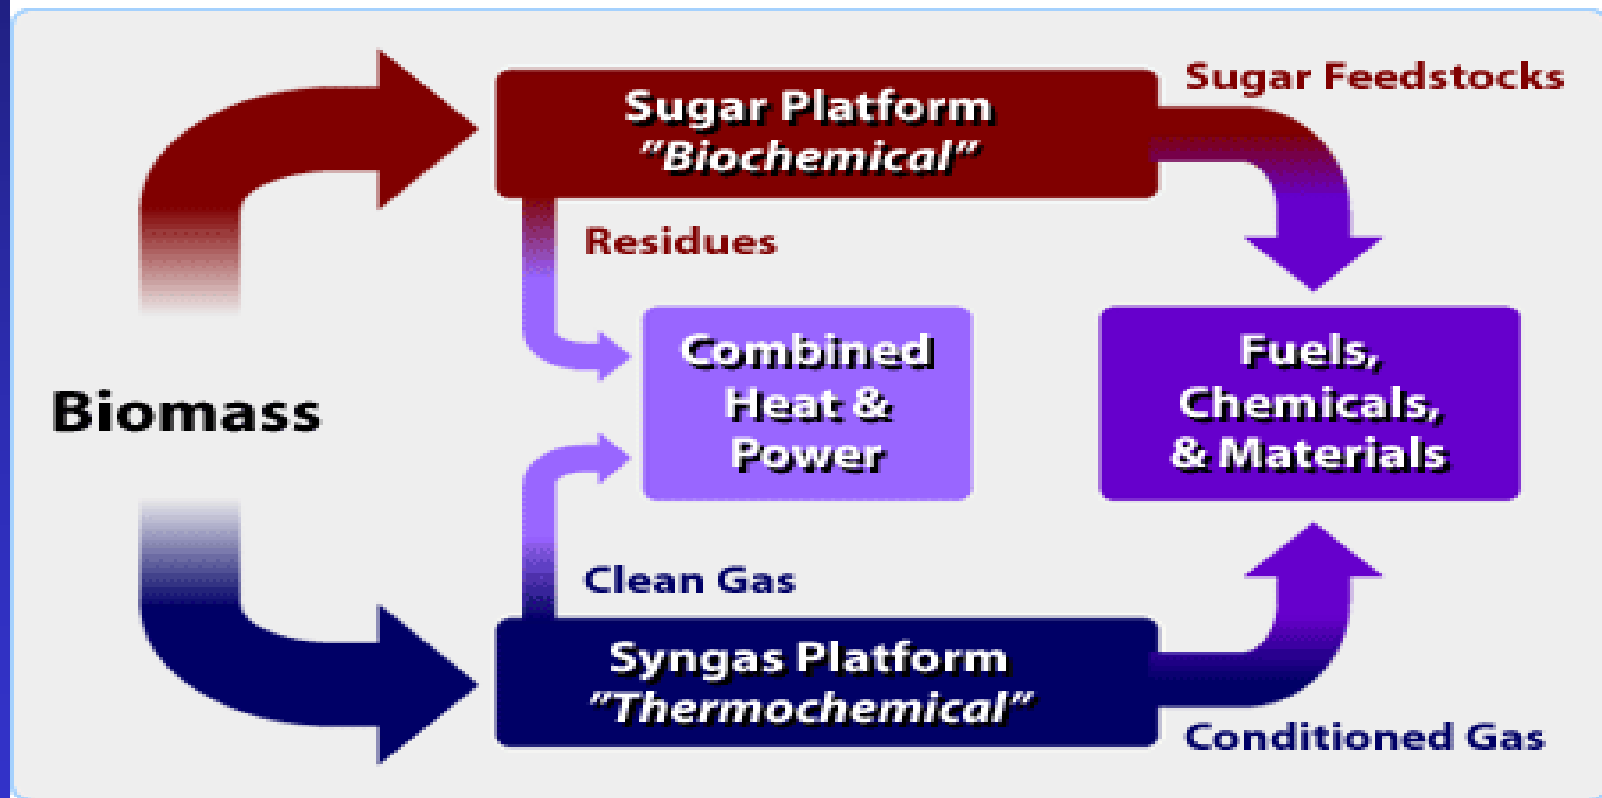 Sugar Feedstocks
Sugar Platform
"Biochemical"
Residues
Combined
Heat &
Power
Fuels,
Chemicals,
& Materials
Biomass
Clean Gas
Syngas Platform
"Thermochemical"
Conditioned Gas